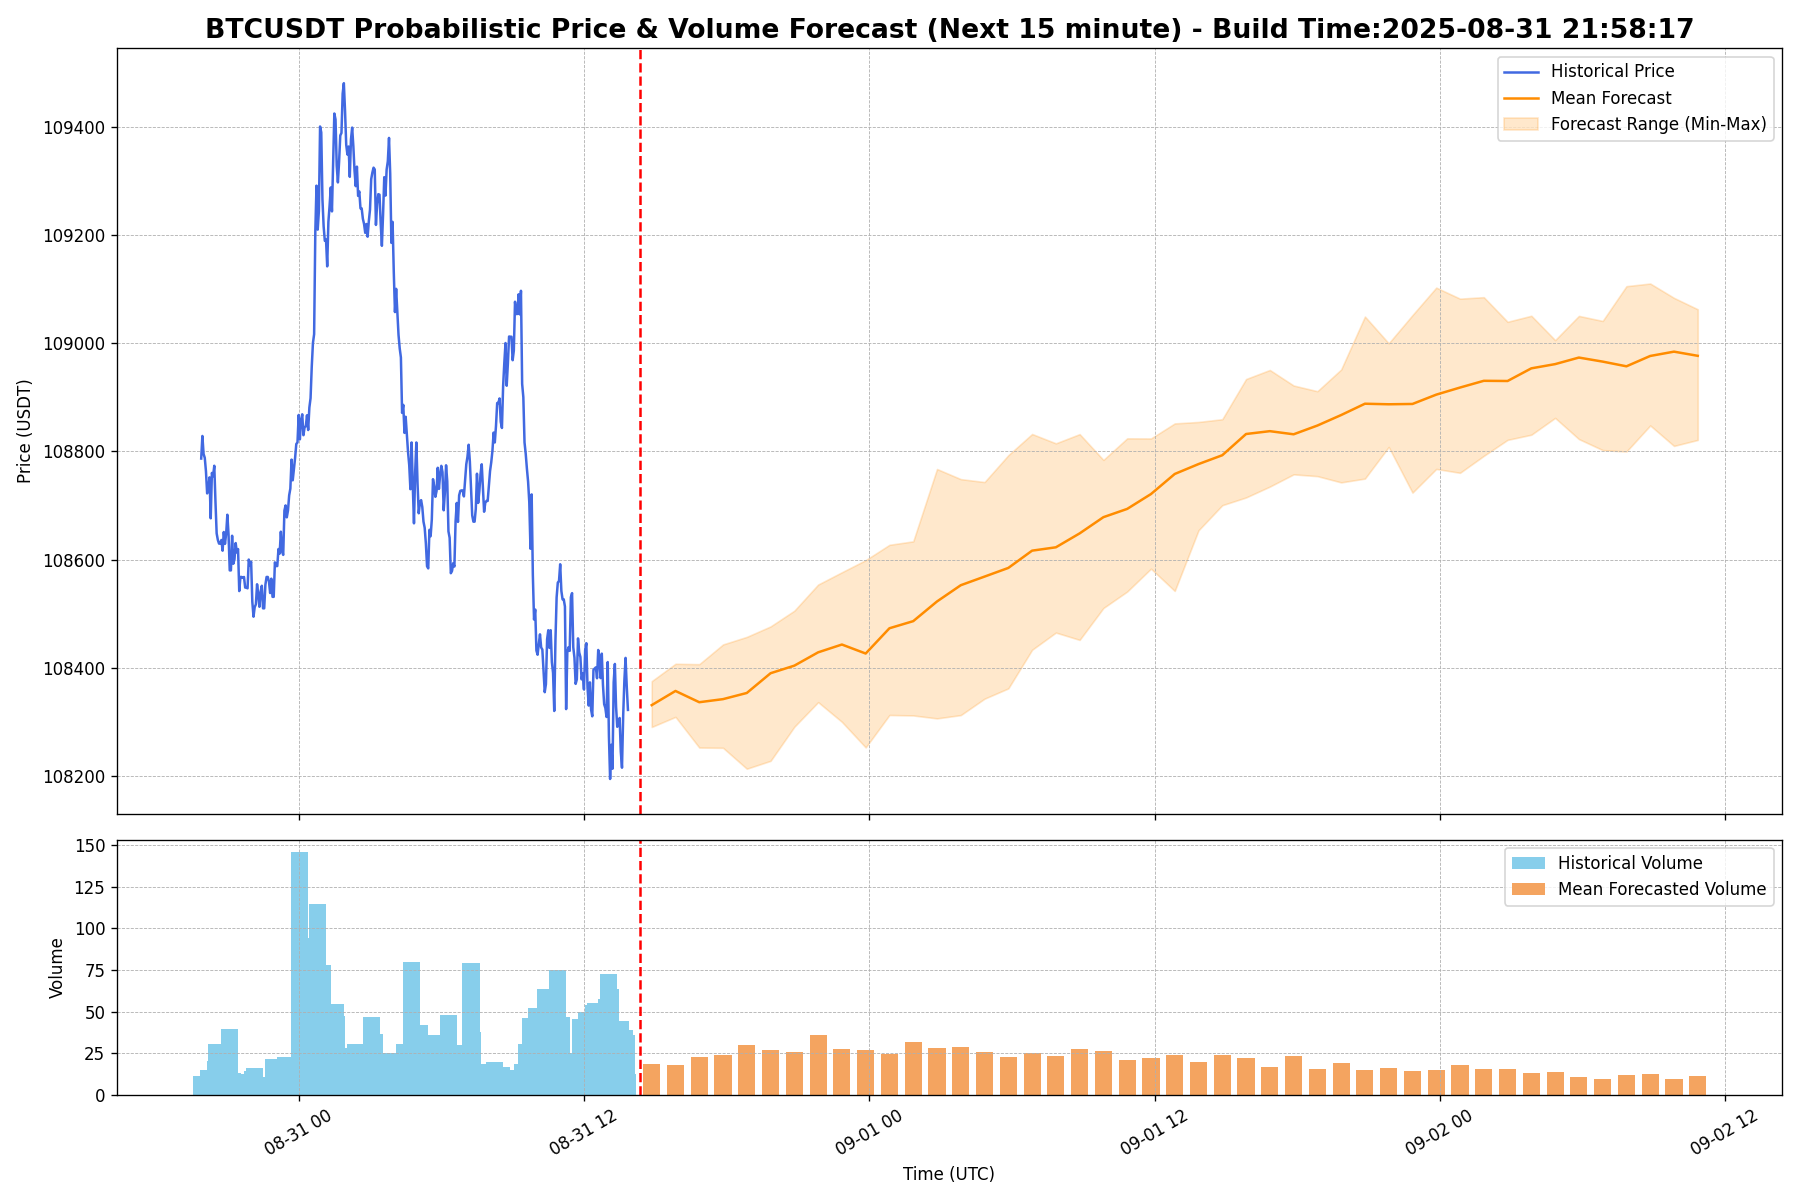 BTCUSDT Probabilistic Price & Volume Forecast (Next 15 minute) - Build Time:2025-08-31 21:58:17
Historical Price
Mean Forecast
Forecast Range (Min-Max)
Price (USDT)
109400
109200
109000
108800
108600
108400
108200
Historical Volume
Mean Forecasted Volume
Volume
150
125
100
75
50
25
0
08-31 00
08-31 12
09-01 00
09-01 12
09-02 00
09-02 12
Time (UTC)